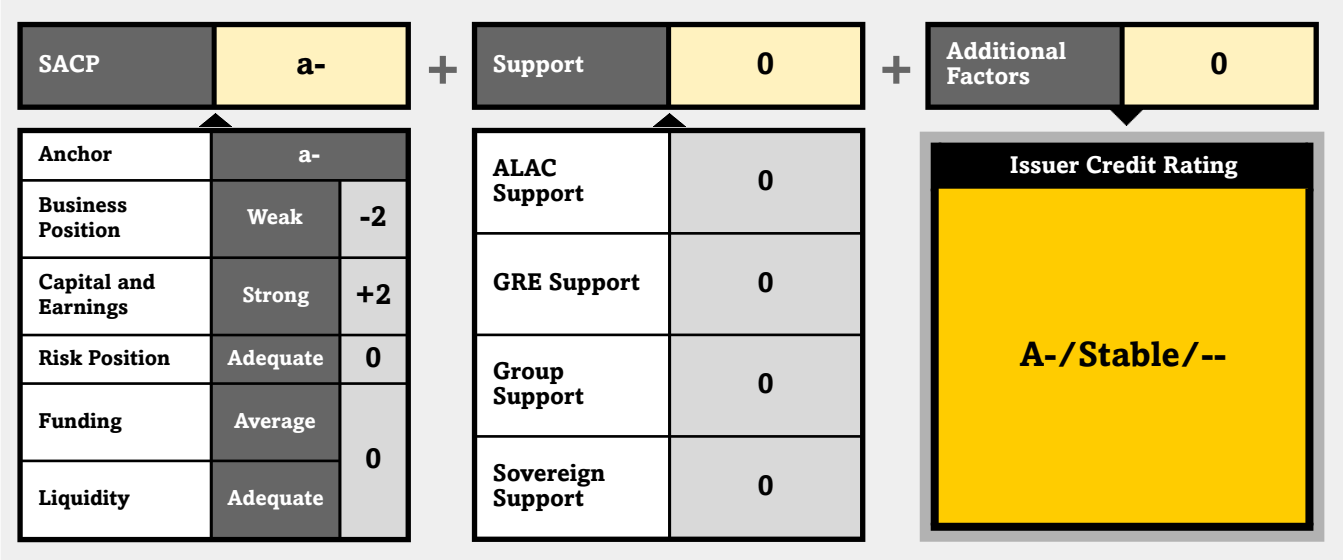 SACP
a-
+
Support
0
+
Additional
Factors
0
Anchor
a-
Business
Position
Weak
-2
Capital and
Earnings
Strong
+2
Risk Position
Adequate
0
Funding
Average
0
Liquidity
Adequate
ALAC
Support
0
GRE Support
0
Group
Support
0
Sovereign
Support
0
Issuer Credit Rating
A-/Stable/--